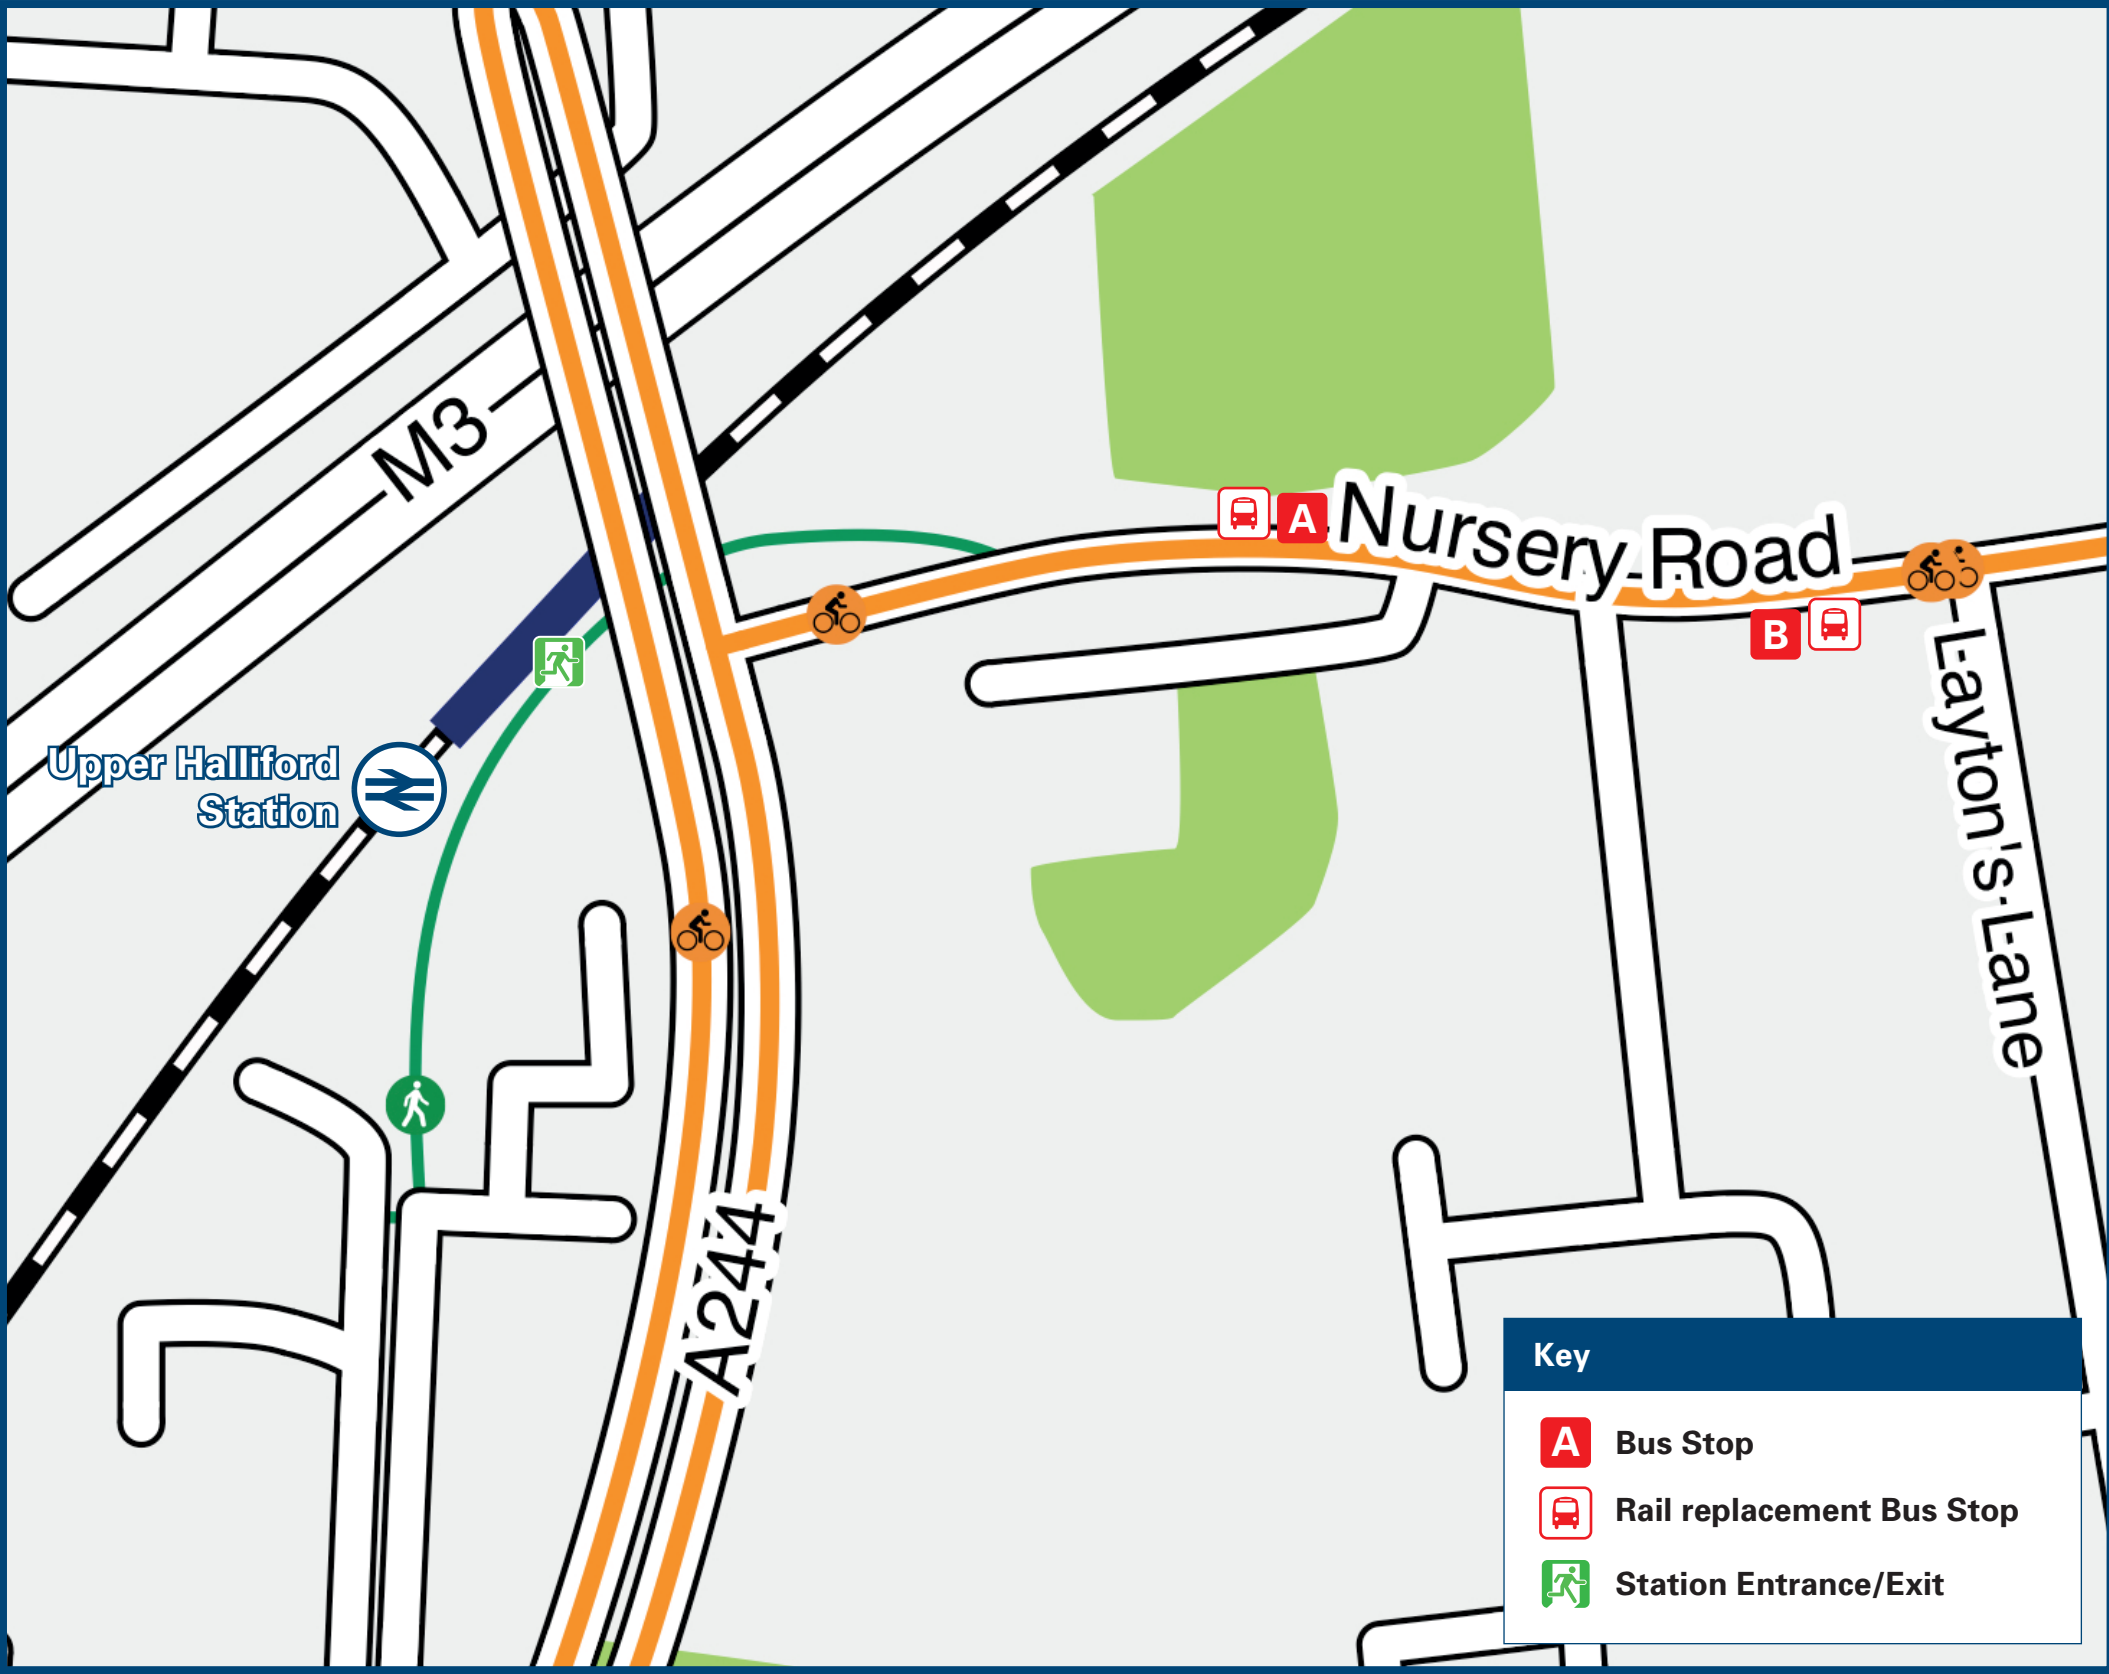 M3
A
Nursery Road
B
Layton's Lane
Upper Halliford
Station
A244
Key
A
Bus Stop
Rail replacement Bus Stop
Station Entrance/Exit